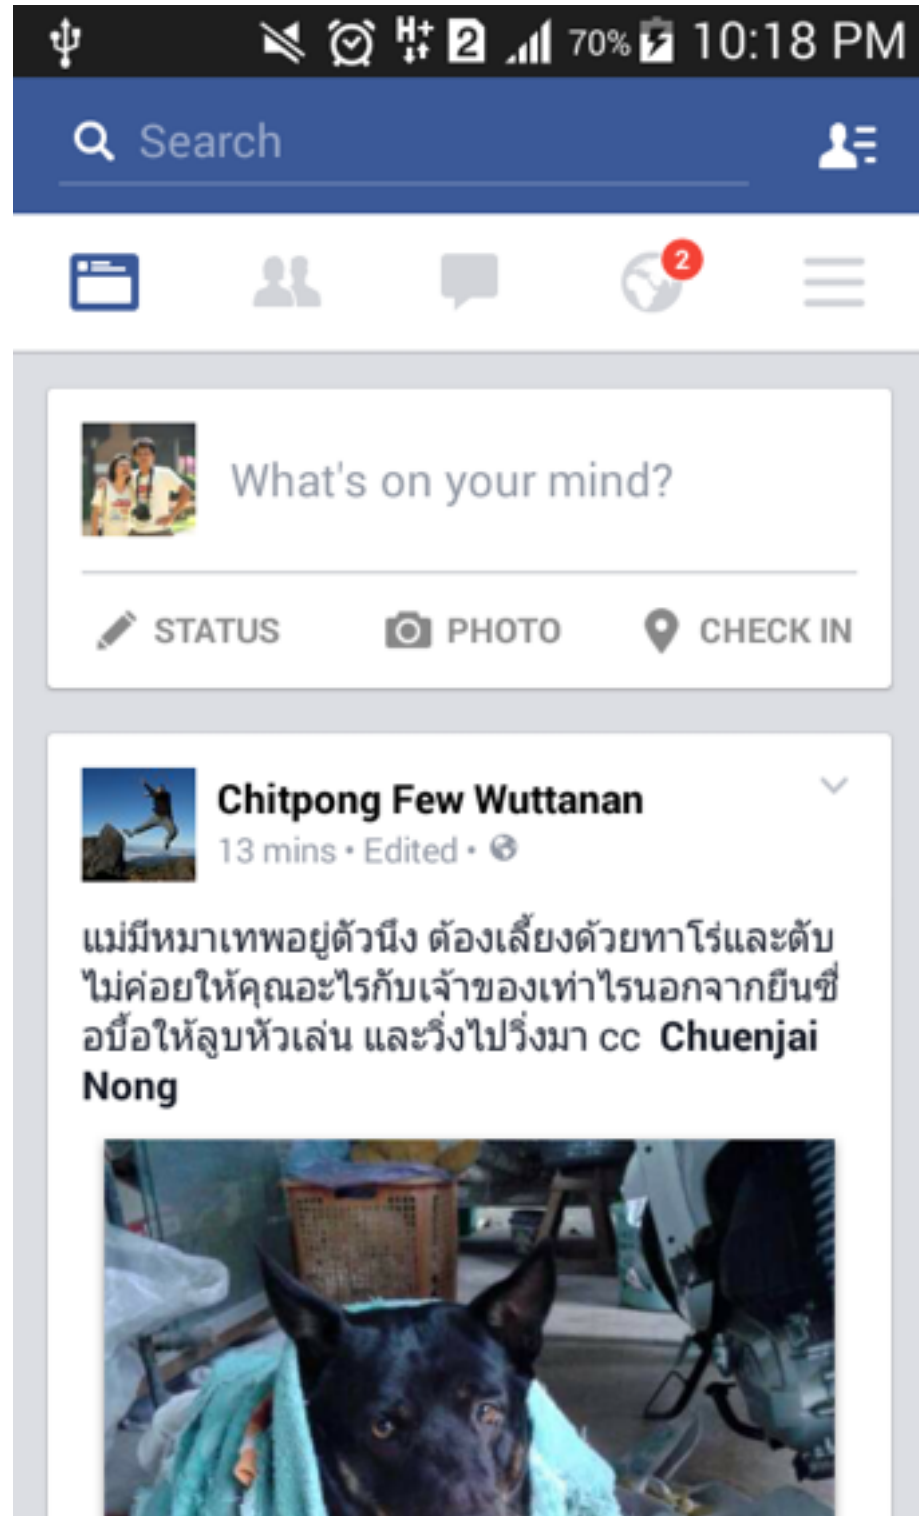 H+ 2 70% 10:18 PM
Search
2
What's on your mind?
STATUS PHOTO CHECK IN
Chitpong Few Wuttanan
13 mins • Edited •
แม่มีหมาเทพอยู่ตัวนึง ต้องเลี้ยงด้วยทาโร่และตับ
ไม่ค่อยให้คุณอะไรกับเจ้าของเท่าไรนอกจากยืนซื่
อบื้อให้ลูบหัวเล่น และวิ่งไปวิ่งมา cc Chuenjai
Nong